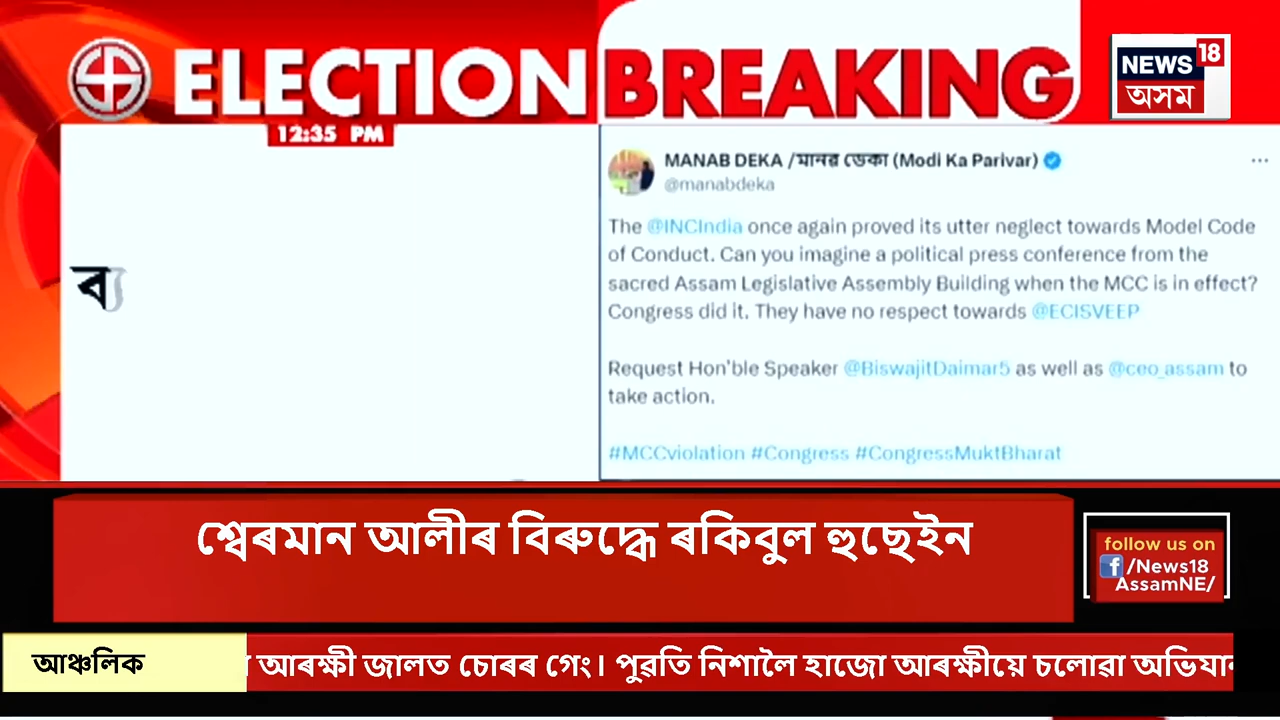 ELECTION BREAKING
NEWS 18
অসম
12:35 PM
MANAB DEKA /মানৱ ডেকা (Modi Ka Parivar)
@manabdeka
The @INCIndia once again proved its utter neglect towards Model Code
of Conduct. Can you imagine a political press conference from the
sacred Assam Legislative Assembly Building when the MCC is in effect?
Congress did it. They have no respect towards @ECISVEEP
Request Hon'ble Speaker @BiswajitDaimar5 as well as @ceo_assam to
take action.
#MCCviolation #Congress #CongressMuktBharat
শ্বেৰমান আলীৰ বিৰুদ্ধে ৰকিবুল হুছেইন
follow us on
/News18
AssamNE/
আঞ্চলিক
আৰক্ষী জালত চোৰৰ গেং। পুৱতি নিশালৈ হাজো আৰক্ষীয়ে চলোৱা অভিযান